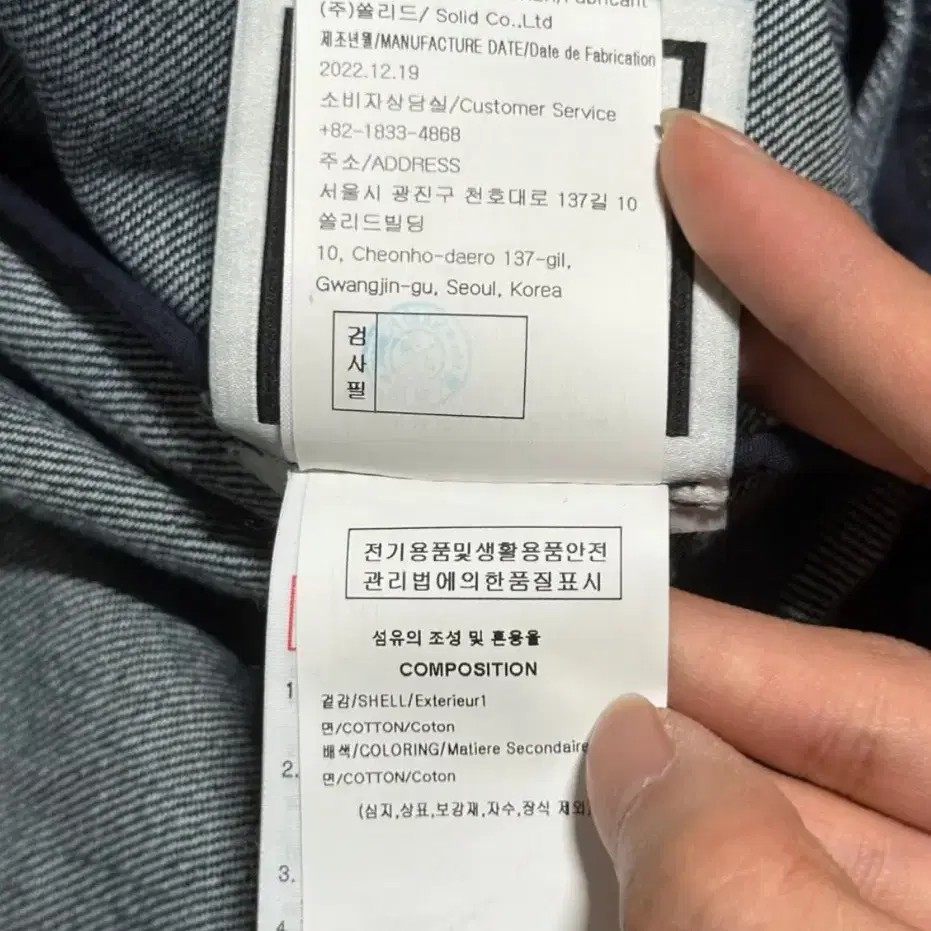 (주)쏠리드/ Solid Co.,Ltd
제조년월/MANUFACTURE DATE/Date de Fabrication
2022.12.19
소비자상담실/Customer Service
+82-1833-4868
주소/ADDRESS
서울시 광진구 천호대로 137길 10
쏠리드빌딩
10, Cheonho-daero 137-gil,
Gwangjin-gu, Seoul, Korea
검
사
필
전기용품및생활용품안전
관리법에의한품질표시
섬유의 조성 및 혼용율
COMPOSITION
1 겉감/SHELL/Exterieur1
면/COTTON/Coton
배색/COLORING/Matiere Secondaire
2. 면/COTTON/Coton
(심지,상표,보강재,자수,장식 제외)
3.
4